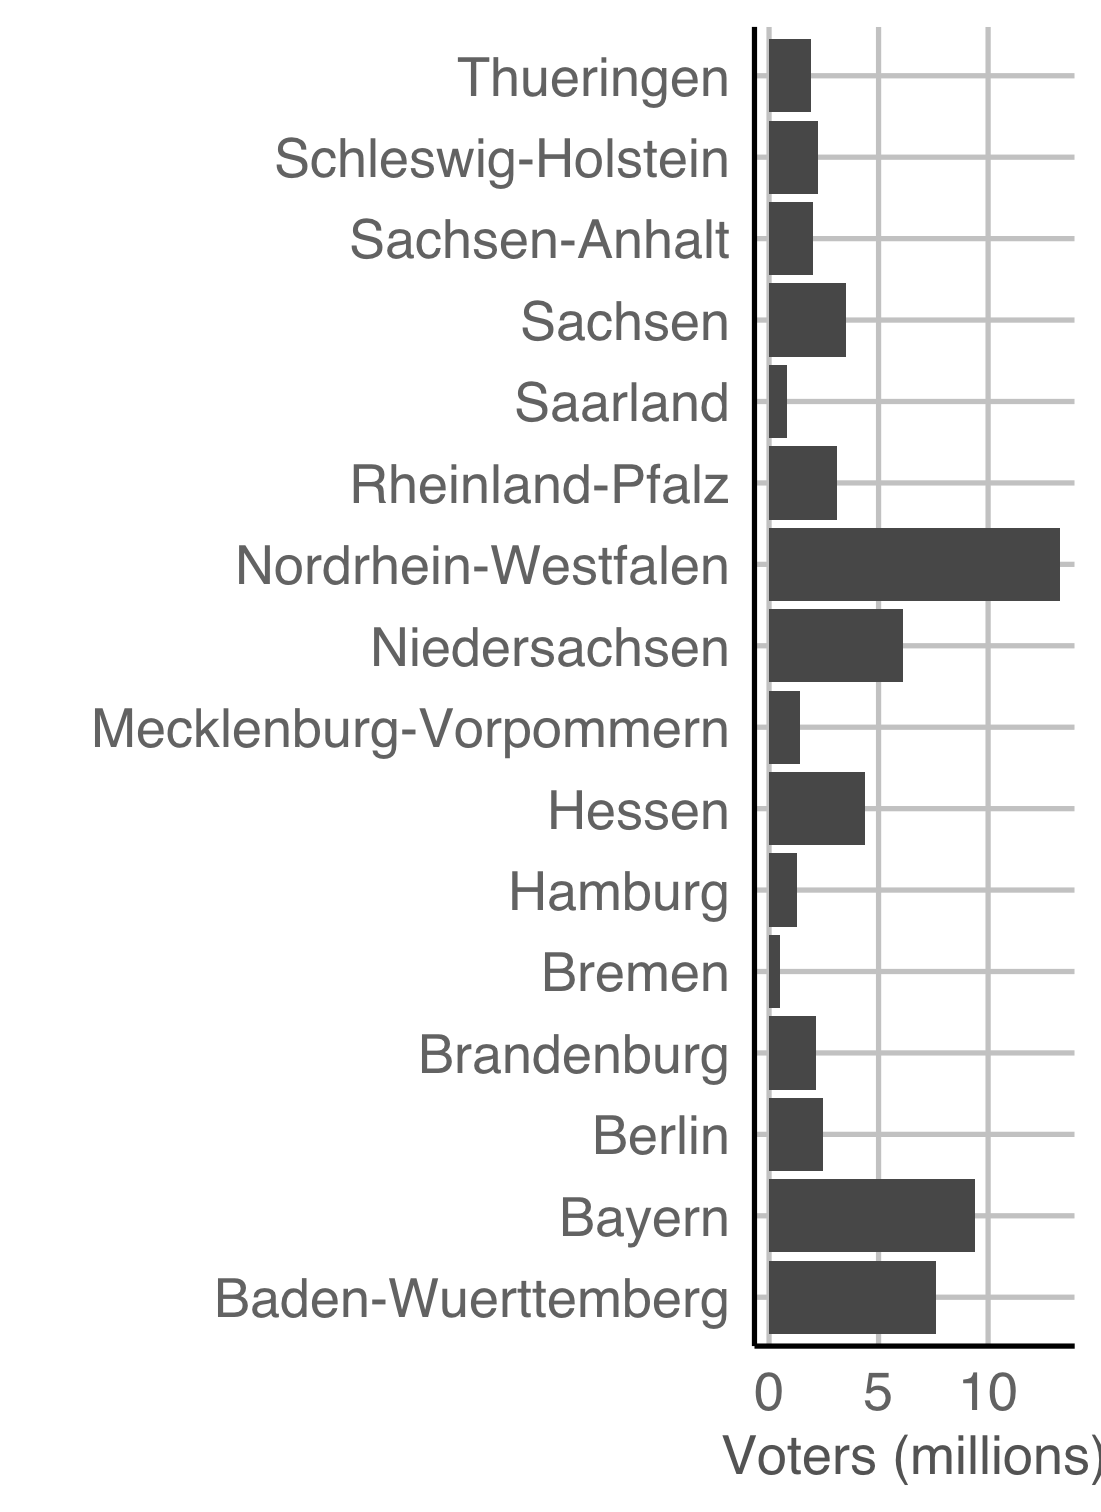 Thueringen
Schleswig-Holstein
Sachsen-Anhalt
Sachsen
Saarland
Rheinland-Pfalz
Nordrhein-Westfalen
Niedersachsen
Mecklenburg-Vorpommern
Hessen
Hamburg
Bremen
Brandenburg
Berlin
Bayern
Baden-Wuerttemberg
0 5 10
Voters (millions)